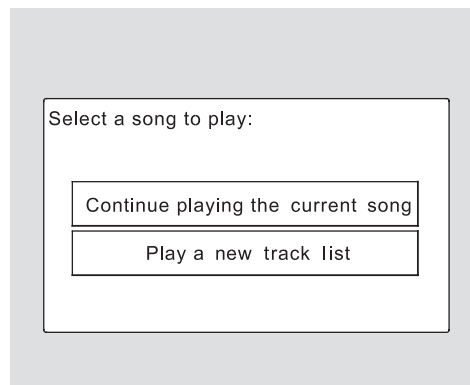 Select a song to play:
Continue playing the current song
Play a new track list